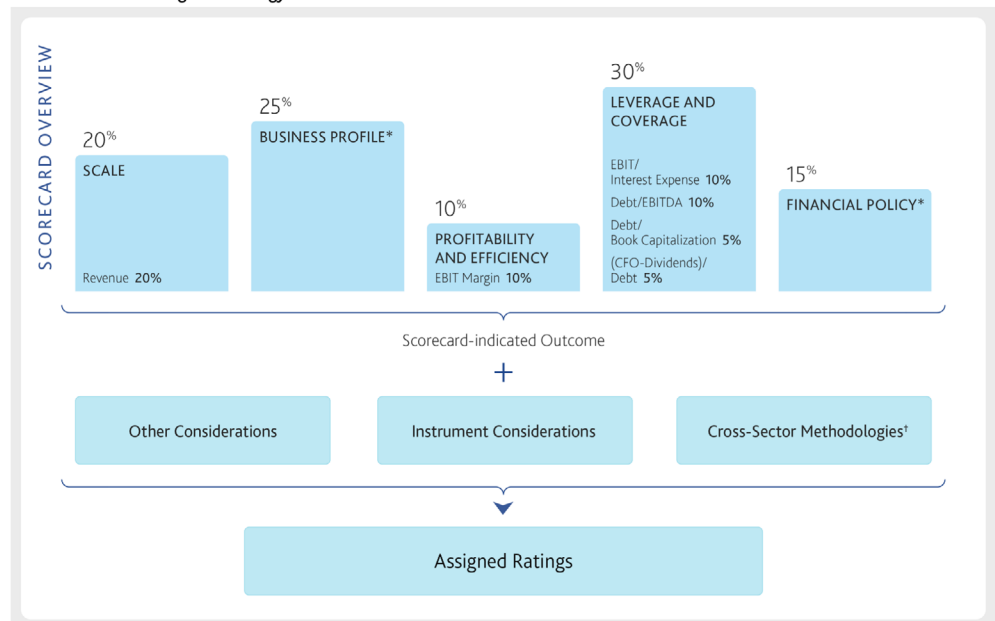 SCORECARD OVERVIEW
20%
SCALE
Revenue 20%
25%
BUSINESS PROFILE*
10%
PROFITABILITY
AND EFFICIENCY
EBIT Margin 10%
30%
LEVERAGE AND
COVERAGE
EBIT/
Interest Expense 10%
Debt/EBITDA 10%
Debt/
Book Capitalization 5%
(CFO-Dividends)/
Debt 5%
15%
FINANCIAL POLICY*
Scorecard-indicated Outcome
+
Other Considerations
Instrument Considerations
Cross-Sector Methodologies†
Assigned Ratings